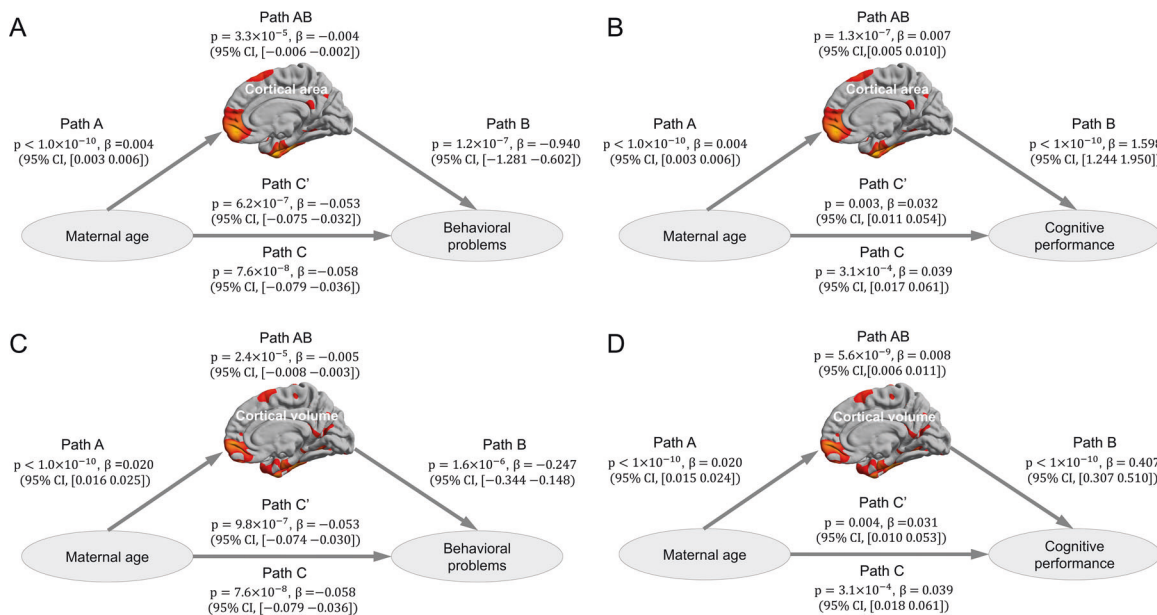 A
Path AB
p = 3.3×10⁻⁵, β = −0.004
(95% CI, [−0.006 −0.002])
Cortical area
Path A
p < 1.0×10⁻¹⁰, β =0.004
(95% CI, [0.003 0.006])
Path B
p = 1.2×10⁻⁷, β = −0.940
(95% CI, [−1.281 −0.602])
Path C'
p = 6.2×10⁻⁷, β = −0.053
(95% CI, [−0.075 −0.032])
Maternal age
Behavioral
problems
Path C
p = 7.6×10⁻⁸, β =−0.058
(95% CI, [−0.079 −0.036])
B
Path AB
p = 1.3×10⁻⁷, β = 0.007
(95% CI,[0.005 0.010])
Cortical area
Path A
p < 1.0×10⁻¹⁰, β = 0.004
(95% CI, [0.003 0.006])
Path B
p < 1×10⁻¹⁰, β = 1.598
(95% CI, [1.244 1.950])
Path C'
p = 0.003, β = 0.032
(95% CI, [0.011 0.054])
Maternal age
Cognitive
performance
Path C
p = 3.1×10⁻⁴, β = 0.039
(95% CI, [0.017 0.061])
C
Path AB
p = 2.4×10⁻⁵, β = −0.005
(95% CI, [−0.008 −0.003])
Cortical volume
Path A
p < 1.0×10⁻¹⁰, β =0.020
(95% CI, [0.016 0.025])
Path B
p = 1.6×10⁻⁶, β = −0.247
(95% CI, [−0.344 −0.148])
Path C'
p = 9.8×10⁻⁷, β = −0.053
(95% CI, [−0.074 −0.030])
Maternal age
Behavioral
problems
Path C
p = 7.6×10⁻⁸, β =−0.058
(95% CI, [−0.079 −0.036])
D
Path AB
p = 5.6×10⁻⁹, β = 0.008
(95% CI,[0.006 0.011])
Cortical volume
Path A
p < 1×10⁻¹⁰, β = 0.020
(95% CI, [0.015 0.024])
Path B
p < 1×10⁻¹⁰, β = 0.407
(95% CI, [0.307 0.510])
Path C'
p = 0.004, β = 0.031
(95% CI, [0.010 0.053])
Maternal age
Cognitive
performance
Path C
p = 3.1×10⁻⁴, β = 0.039
(95% CI, [0.018 0.061])